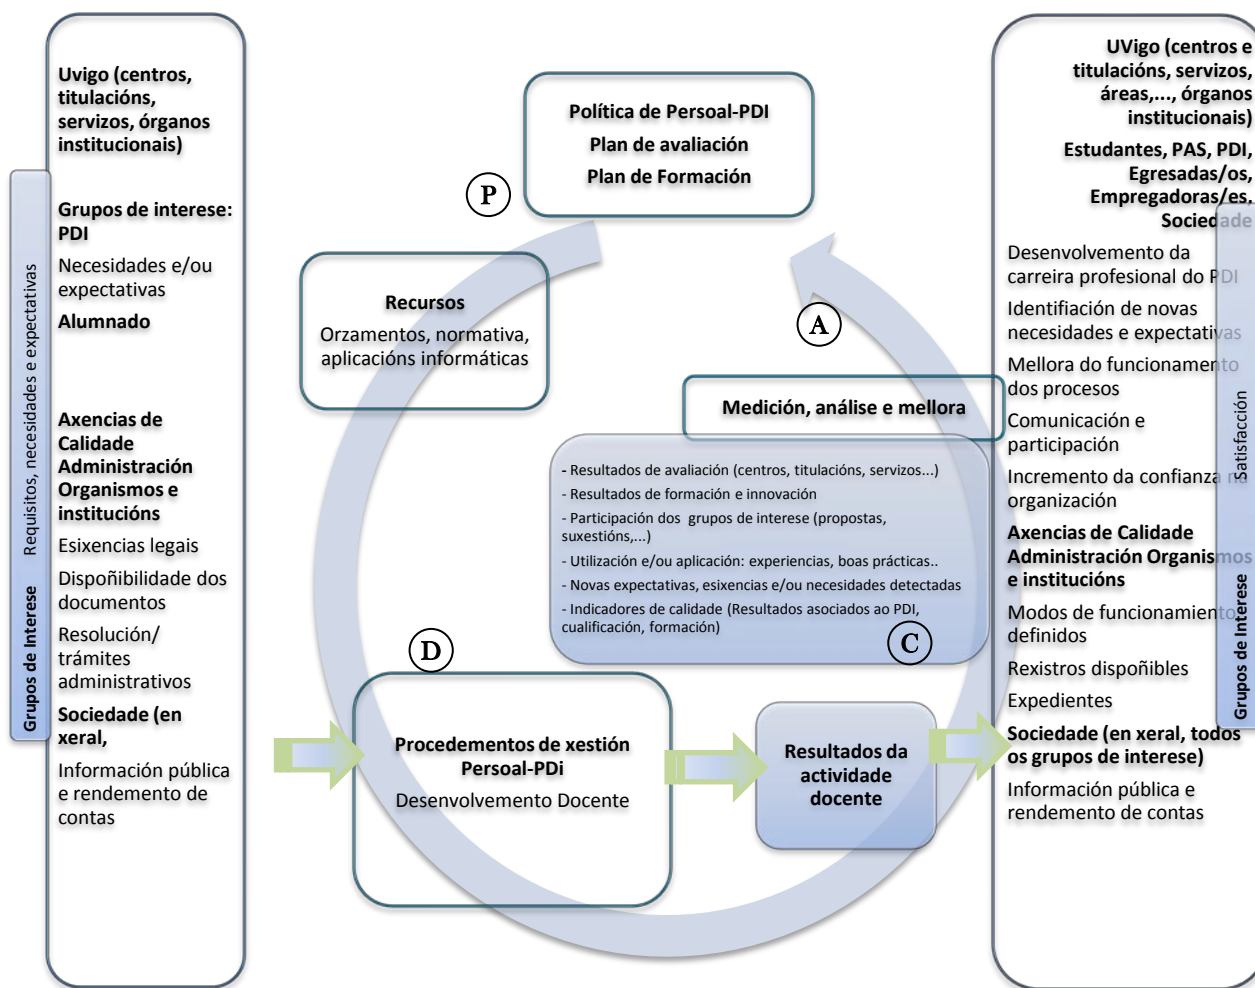 Uvigo (centros,
titulacións,
servizos, órganos
institucionais)
Grupos de interese:
PDI
Necesidades e/ou
expectativas
Alumnado
Axencias de
Calidade
Administración
Organismos e
institucións
Esixencias legais
Dispoñibilidade dos
documentos
Resolución/
trámites
administrativos
Sociedade (en
xeral,
Información pública
e rendemento de
contas
Grupos de Interese
Requisitos, necesidades e expectativas
Política de Persoal-PDI
Plan de avaliación
Plan de Formación
P
Recursos
Orzamentos, normativa,
aplicacións informáticas
A
Medición, análise e mellora
- Resultados de avaliación (centros, titulacións, servizos...)
- Resultados de formación e innovación
- Participación dos grupos de interese (propostas,
suxestións,...)
- Utilización e/ou aplicación: experiencias, boas prácticas..
- Novas expectativas, esixencias e/ou necesidades detectadas
- Indicadores de calidade (Resultados asociados ao PDI,
cualificación, formación)
C
D
Procedementos de xestión
Persoal-PDi
Desenvolvemento Docente
Resultados da
actividade
docente
UVigo (centros e
titulacións, servizos,
áreas,..., órganos
institucionais)
Estudantes, PAS, PDI,
Egresadas/os,
Empregadoras/es,
Sociedade
Desenvolvemento da
carreira profesional do PDI
Identifiación de novas
necesidades e expectativas
Mellora do funcionamento
dos procesos
Comunicación e
participación
Incremento da confianza na
organización
Axencias de Calidade
Administración Organismos
e institucións
Modos de funcionamiento
definidos
Rexistros dispoñibles
Expedientes
Sociedade (en xeral, todos
os grupos de interese)
Información pública e
rendemento de contas
Grupos de Interese
Satisfacción